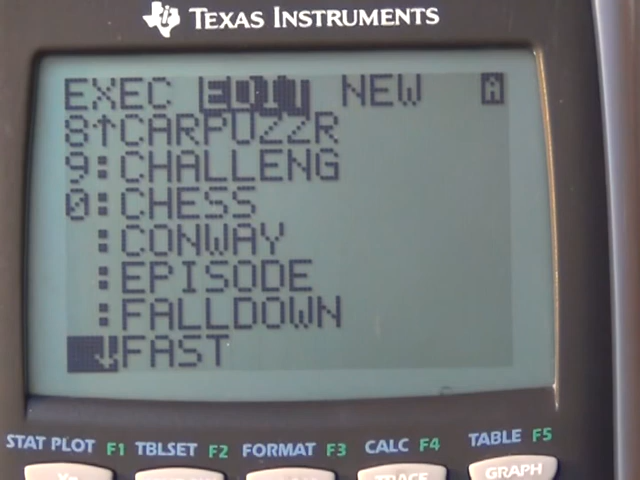 TEXAS INSTRUMENTS
EXEC EDIT NEW A
8↑CARPUZZR
9:CHALLENG
0:CHESS
:CONWAY
:EPISODE
:FALLDOWN
↓FAST
STAT PLOT F1 TBLSET F2 FORMAT F3 CALC F4 TABLE F5
Y= TRACE GRAPH